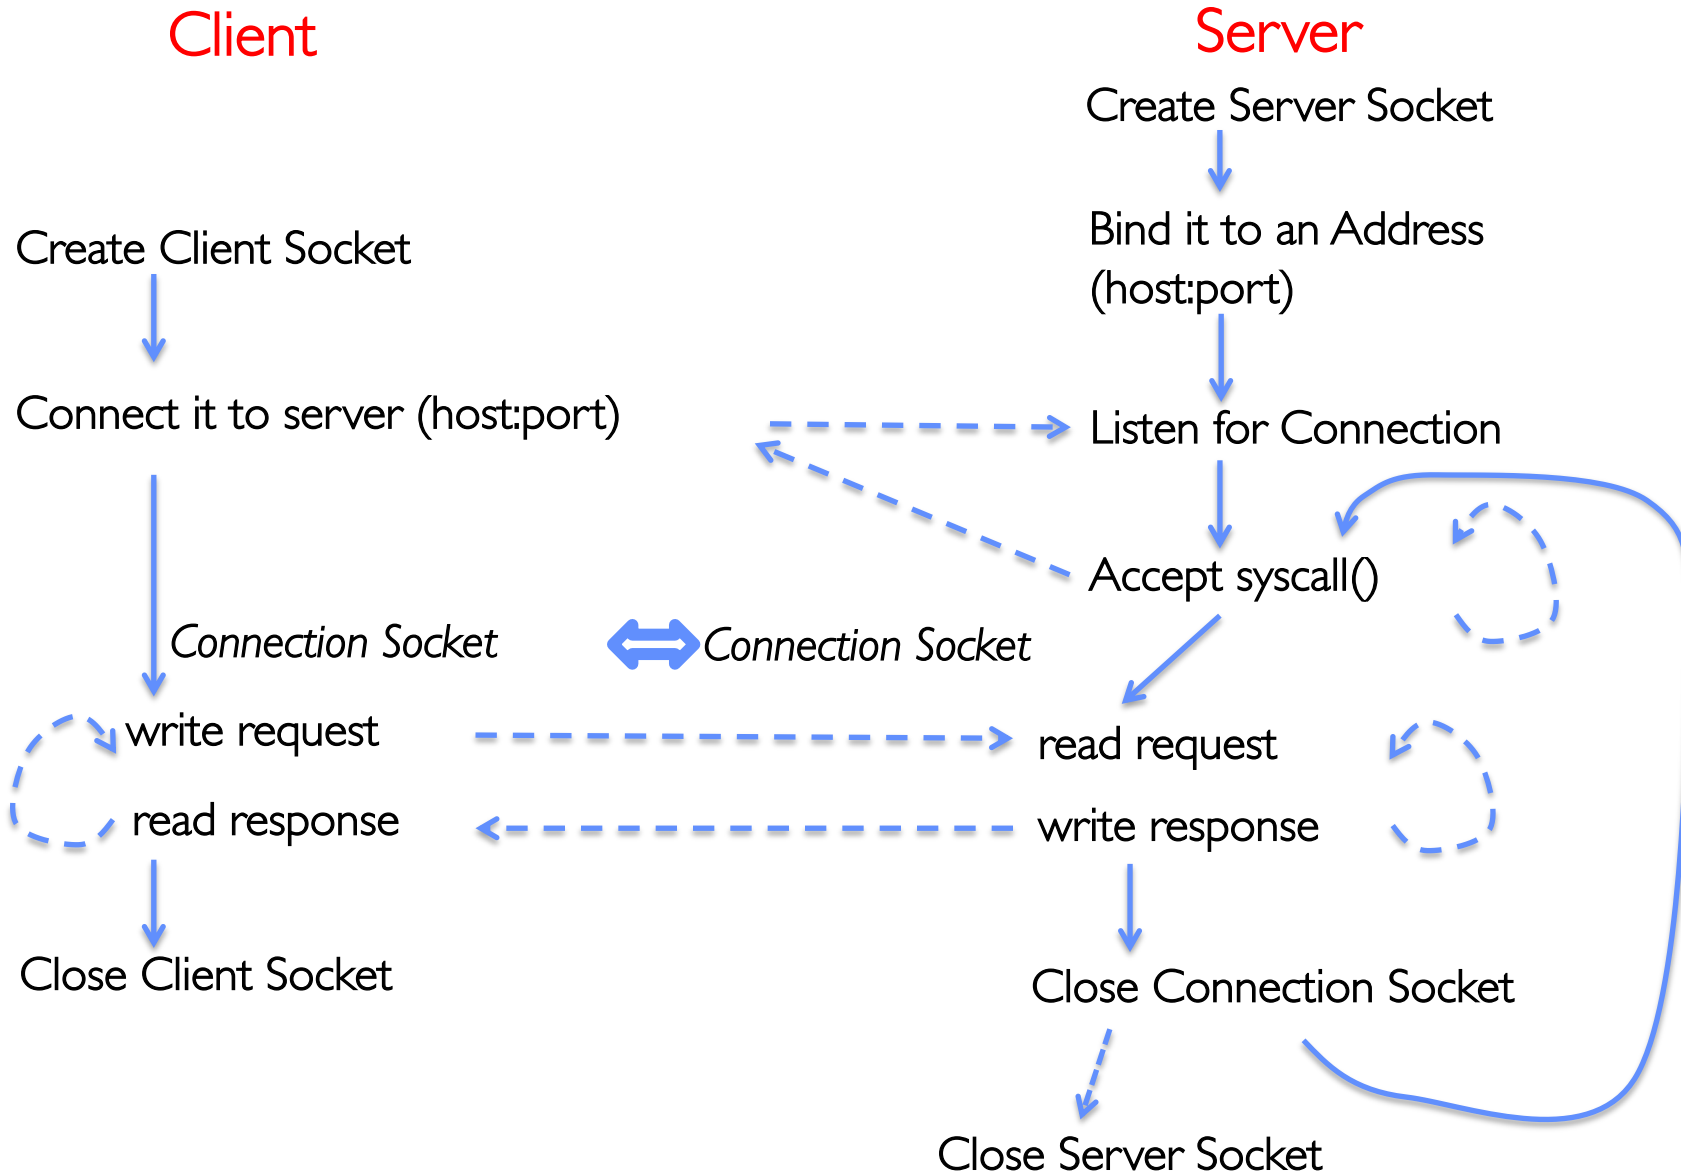 Client
Server
Create Server Socket
Bind it to an Address
(host:port)
Create Client Socket
Connect it to server (host:port)
Listen for Connection
Accept syscall()
Connection Socket
Connection Socket
write request
read request
read response
write response
Close Client Socket
Close Connection Socket
Close Server Socket